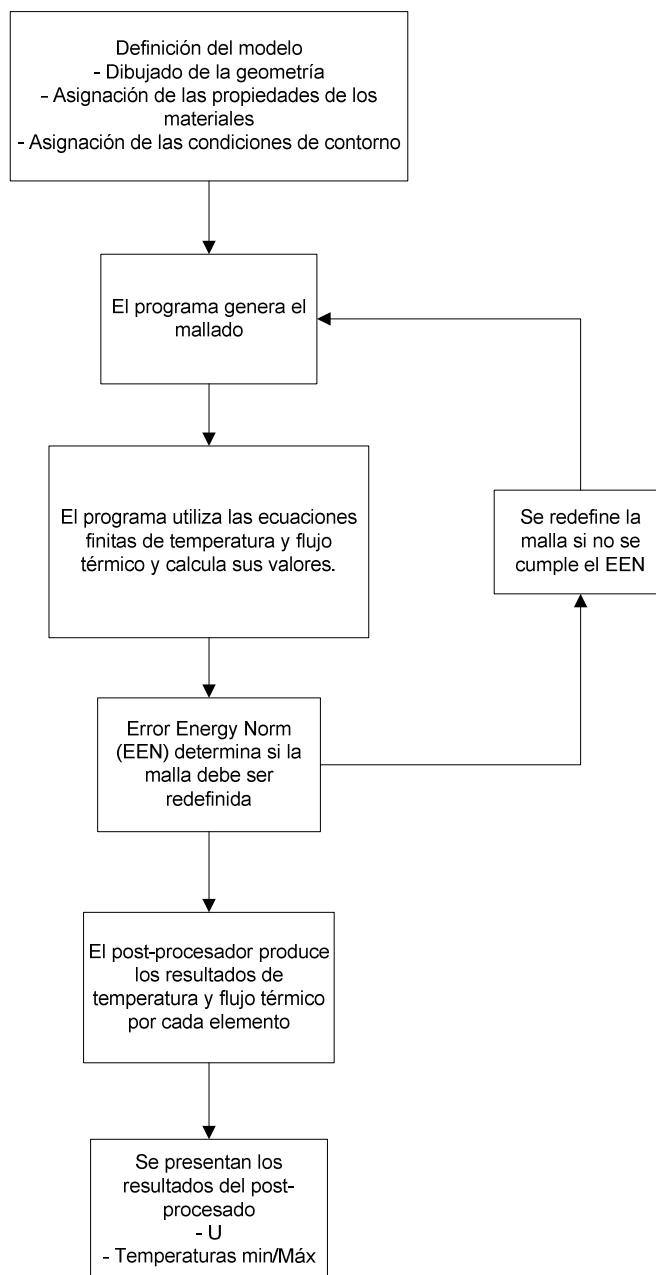 Definición del modelo
- Dibujado de la geometría
- Asignación de las propiedades de los
materiales
- Asignación de las condiciones de contorno
El programa genera el
mallado
El programa utiliza las ecuaciones
finitas de temperatura y flujo
térmico y calcula sus valores.
Se redefine la
malla si no se
cumple el EEN
Error Energy Norm
(EEN) determina si la
malla debe ser
redefinida
El post-procesador produce
los resultados de
temperatura y flujo térmico
por cada elemento
Se presentan los
resultados del post-
procesado
- U
- Temperaturas min/Máx